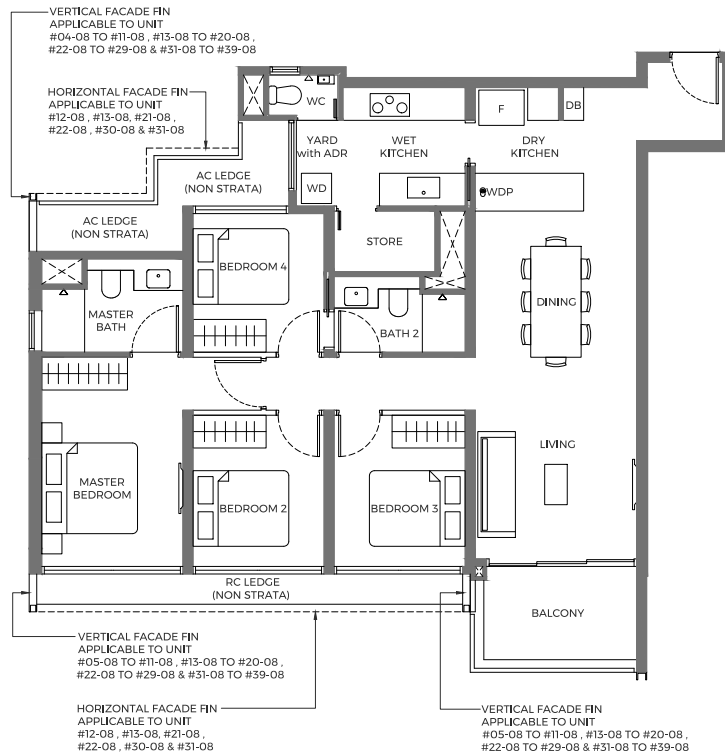 VERTICAL FACADE FIN
APPLICABLE TO UNIT
#04-08 TO #11-08 , #13-08 TO #20-08 ,
#22-08 TO #29-08 & #31-08 TO #39-08
HORIZONTAL FACADE FIN
APPLICABLE TO UNIT
#12-08 , #13-08, #21-08 ,
#22-08 , #30-08 & #31-08
WC
F
DB
YARD
with ADR
WET
KITCHEN
DRY
KITCHEN
AC LEDGE
(NON STRATA)
WD
WDP
AC LEDGE
(NON STRATA)
STORE
BEDROOM 4
MASTER
BATH
BATH 2
DINING
LIVING
MASTER
BEDROOM
BEDROOM 2
BEDROOM 3
RC LEDGE
(NON STRATA)
BALCONY
VERTICAL FACADE FIN
APPLICABLE TO UNIT
#05-08 TO #11-08 , #13-08 TO #20-08 ,
#22-08 TO #29-08 & #31-08 TO #39-08
HORIZONTAL FACADE FIN
APPLICABLE TO UNIT
#12-08 , #13-08, #21-08 ,
#22-08 , #30-08 & #31-08
VERTICAL FACADE FIN
APPLICABLE TO UNIT
#05-08 TO #11-08 , #13-08 TO #20-08 ,
#22-08 TO #29-08 & #31-08 TO #39-08